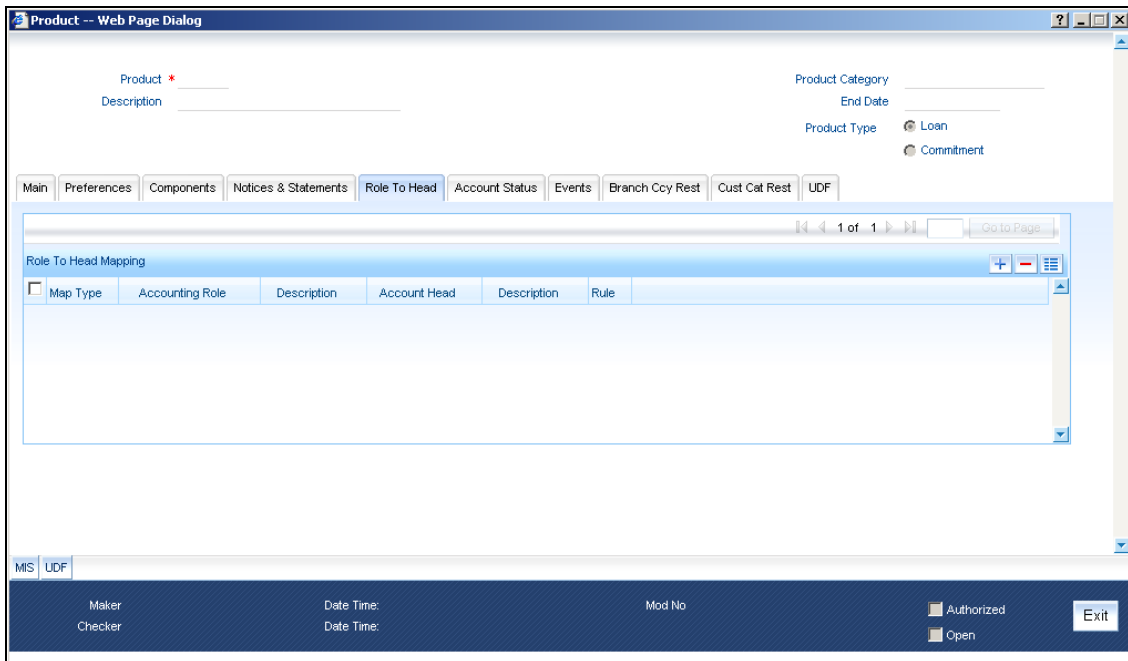 Product -- Web Page Dialog
Product *
Product Category
Description
End Date
Product Type
Loan
Commitment
Main Preferences Components Notices & Statements Role To Head Account Status Events Branch Ccy Rest Cust Cat Rest UDF
1 of 1 Go to Page
Role To Head Mapping
Map Type Accounting Role Description Account Head Description Rule
MIS UDF
Maker Date Time: Mod No Authorized Exit
Checker Date Time: Open